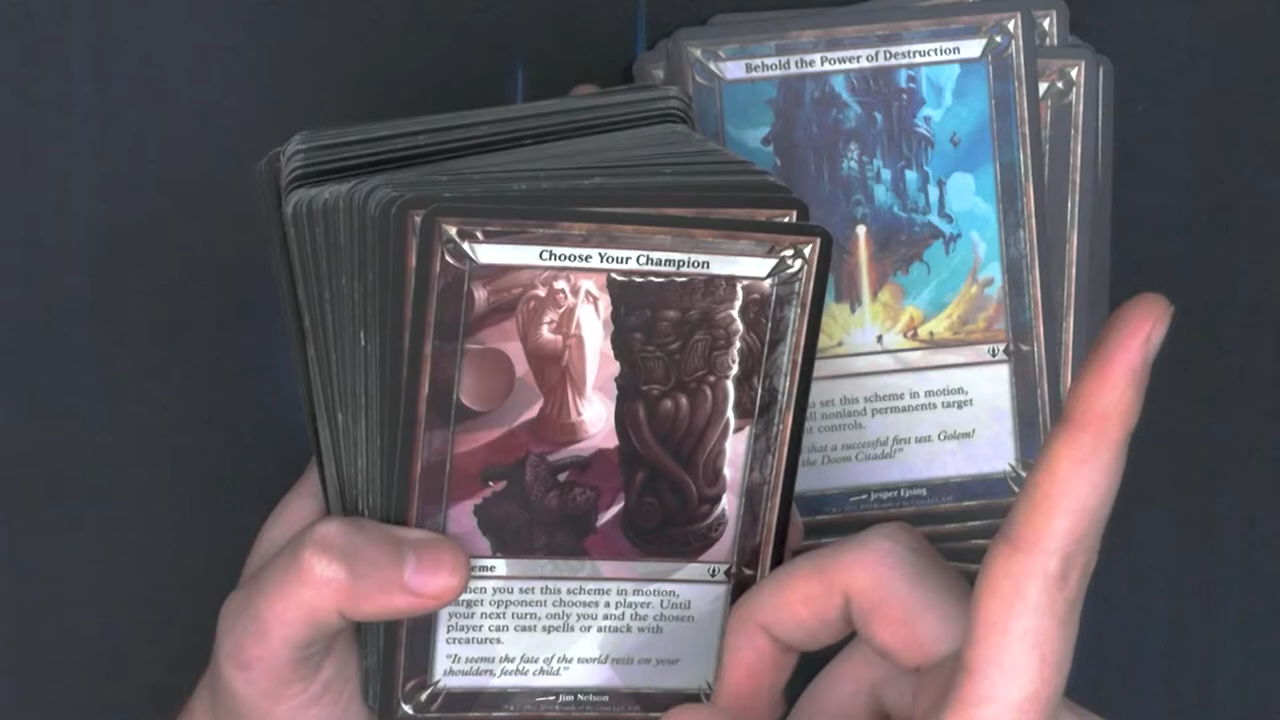 Behold the Power of Destruction
set this scheme in motion,
nonland permanents target
controls.
that a successful first test. Golem!
the Doom Citadel!"
Jesper Ejsing
Choose Your Champion
eme
hen you set this scheme in motion,
arget opponent chooses a player. Until
your next turn, only you and the chosen
player can cast spells or attack with
creatures.
"It seems the fate of the world rests on your
shoulders, feeble child."
Jim Nelson